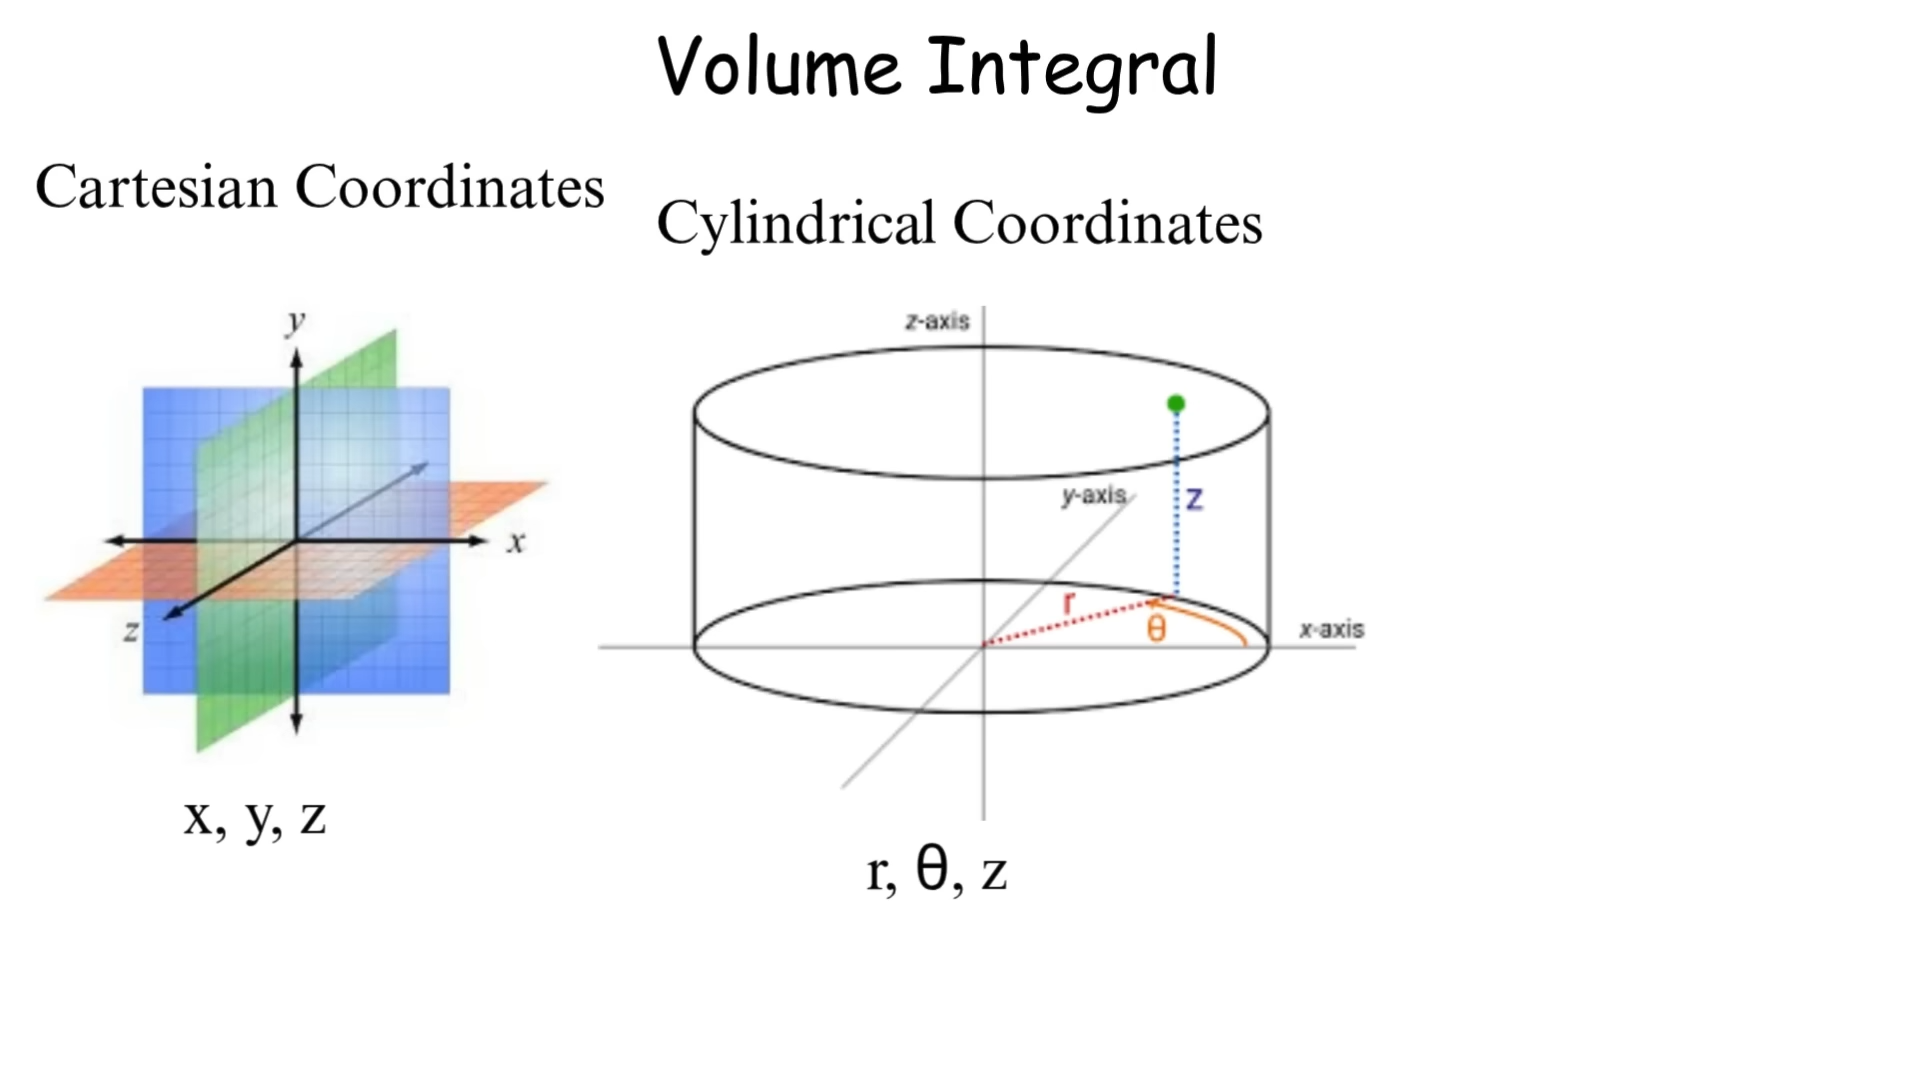 Volume Integral
Cartesian Coordinates
Cylindrical Coordinates
y
x
z
z-axis
y-axis
z
r
θ
x-axis
x, y, z
r, θ, z